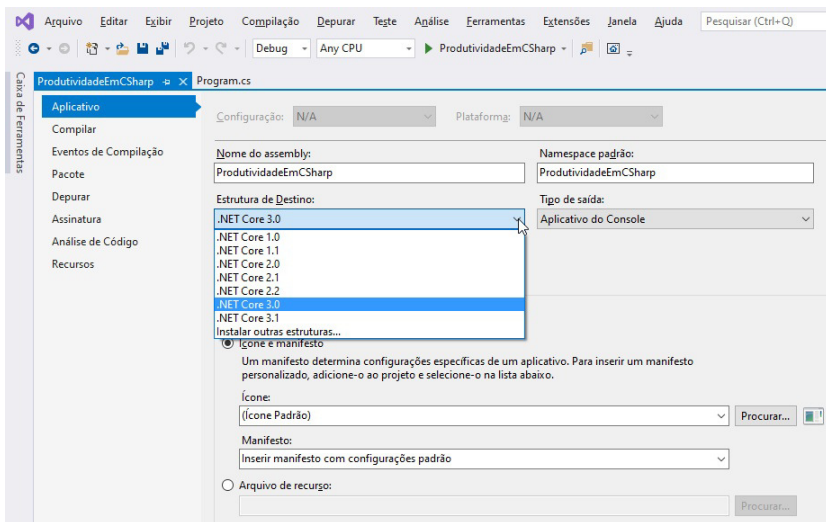 Arquivo Editar Exibir Projeto Compilação Depurar Teste Análise Ferramentas Extensões Janela Ajuda Pesquisar (Ctrl+Q)
Debug Any CPU ProdutividadeEmCSharp
Caixa de Ferramentas
ProdutividadeEmCSharp Program.cs
Aplicativo
Compilar
Eventos de Compilação
Pacote
Depurar
Assinatura
Análise de Código
Recursos
Configuração: N/A Plataforma: N/A
Nome do assembly: Namespace padrão:
ProdutividadeEmCSharp ProdutividadeEmCSharp
Estrutura de Destino: Tipo de saída:
.NET Core 3.0 Aplicativo do Console
.NET Core 1.0
.NET Core 1.1
.NET Core 2.0
.NET Core 2.1
.NET Core 2.2
.NET Core 3.0
.NET Core 3.1
Instalar outras estruturas...
Ícone e manifesto
Um manifesto determina configurações específicas de um aplicativo. Para inserir um manifesto
personalizado, adicione-o ao projeto e selecione-o na lista abaixo.
Ícone:
(Ícone Padrão) Procurar...
Manifesto:
Inserir manifesto com configurações padrão
Arquivo de recurso:
Procurar...